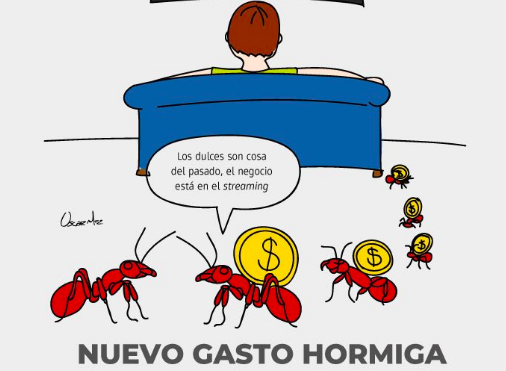 Los dulces son cosa
del pasado, el negocio
está en el streaming
$
$
$
$
$
NUEVO GASTO HORMIGA